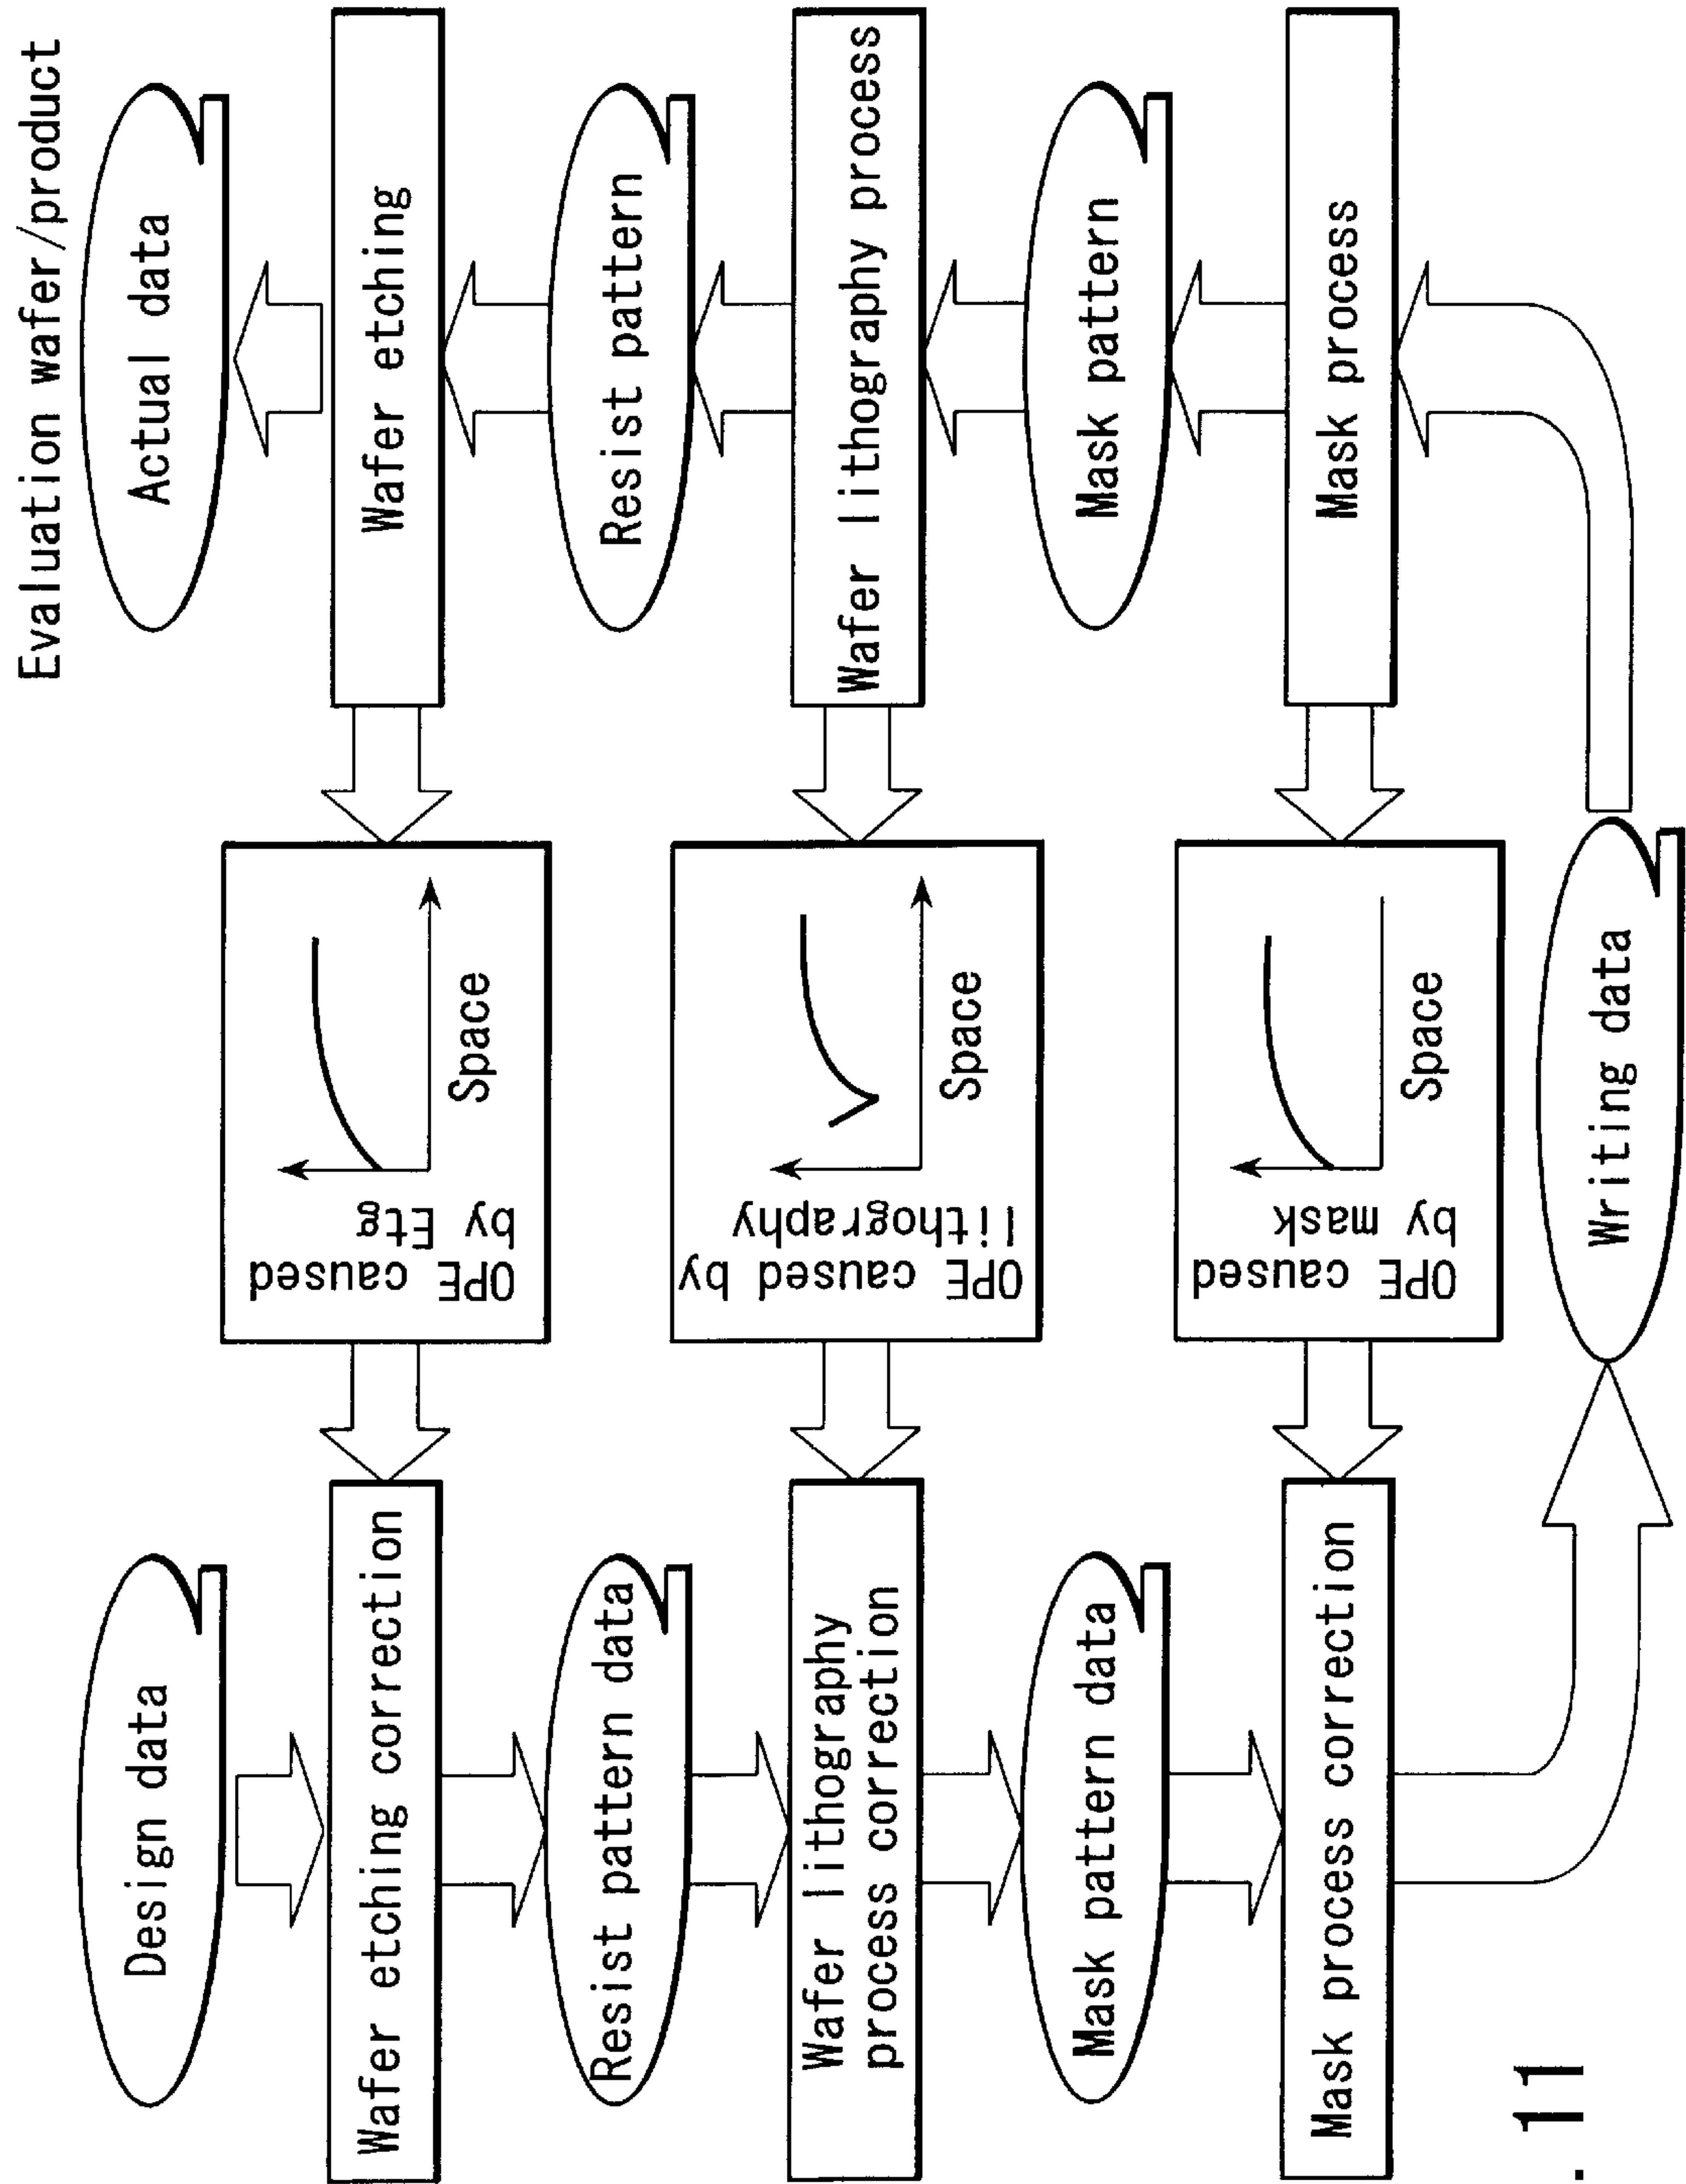 Evaluation wafer/product
Design data
Actual data
Wafer etching correction
OPE caused
by Etg
Space
Wafer etching
Resist pattern data
Resist pattern
Wafer lithography
process correction
OPE caused by
lithography
Space
Wafer lithography process
Mask pattern data
Mask pattern
Mask process correction
OPE caused
by mask
Space
Mask process
Writing data
. 11